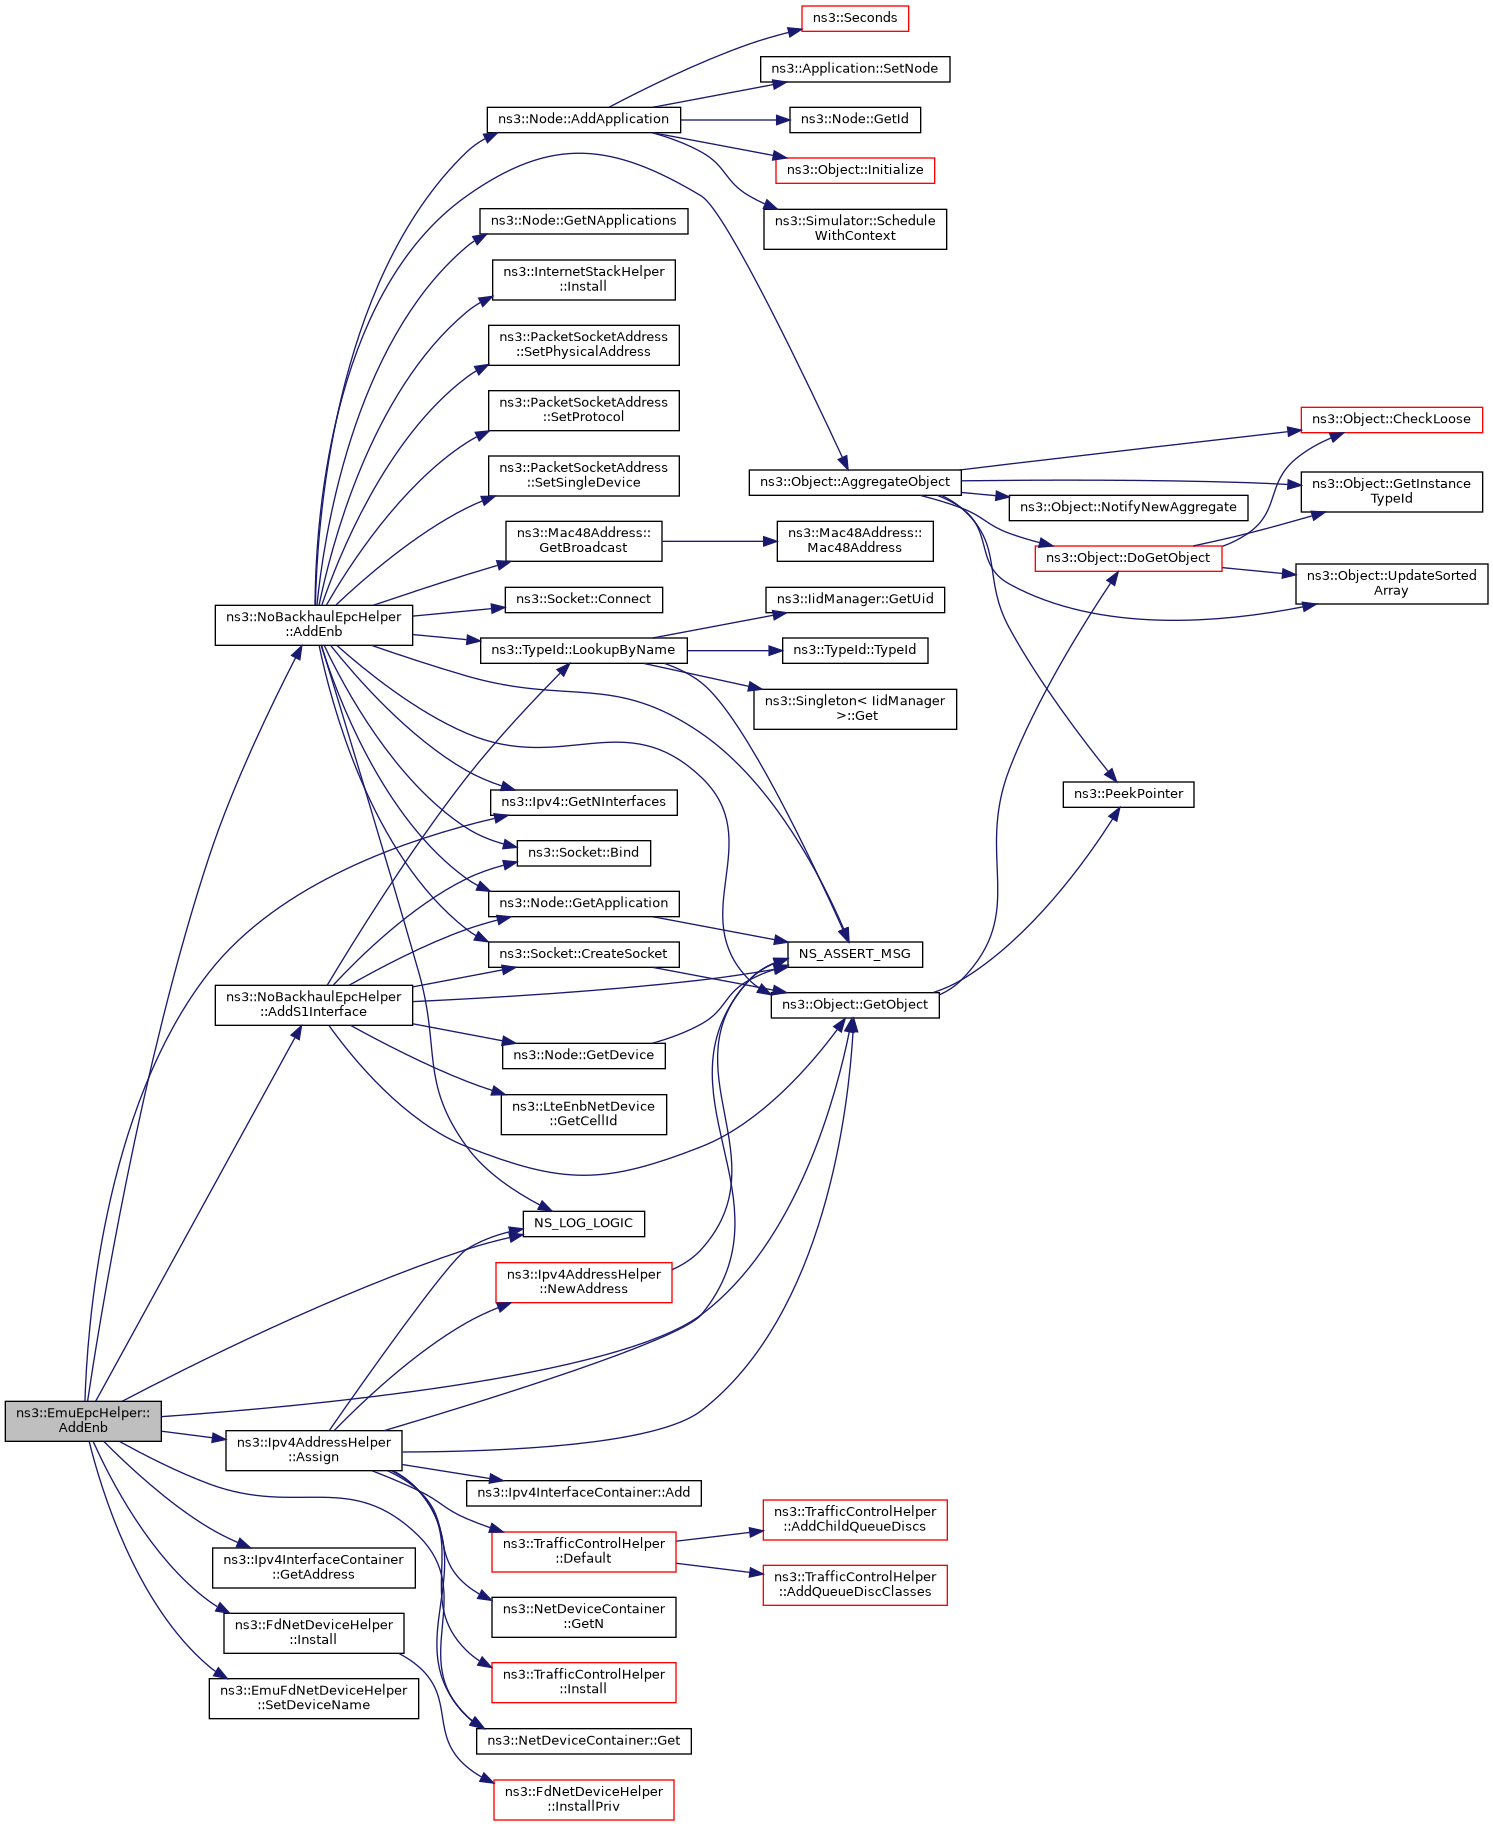 ns3::Seconds
ns3::Application::SetNode
ns3::Node::AddApplication
ns3::Node::GetId
ns3::Object::Initialize
ns3::Simulator::Schedule
WithContext
ns3::Node::GetNApplications
ns3::InternetStackHelper
::Install
ns3::PacketSocketAddress
::SetPhysicalAddress
ns3::PacketSocketAddress
::SetProtocol
ns3::Object::CheckLoose
ns3::PacketSocketAddress
::SetSingleDevice
ns3::Object::AggregateObject
ns3::Object::GetInstance
TypeId
ns3::Object::NotifyNewAggregate
ns3::Mac48Address::
GetBroadcast
ns3::Mac48Address::
Mac48Address
ns3::Object::DoGetObject
ns3::Object::UpdateSorted
Array
ns3::Socket::Connect
ns3::IidManager::GetUid
ns3::NoBackhaulEpcHelper
::AddEnb
ns3::TypeId::LookupByName
ns3::TypeId::TypeId
ns3::Singleton< IidManager
>::Get
ns3::Ipv4::GetNInterfaces
ns3::PeekPointer
ns3::Socket::Bind
ns3::Node::GetApplication
ns3::Socket::CreateSocket
NS_ASSERT_MSG
ns3::NoBackhaulEpcHelper
::AddS1Interface
ns3::Object::GetObject
ns3::Node::GetDevice
ns3::LteEnbNetDevice
::GetCellId
NS_LOG_LOGIC
ns3::Ipv4AddressHelper
::NewAddress
ns3::EmuEpcHelper::
AddEnb
ns3::Ipv4AddressHelper
::Assign
ns3::Ipv4InterfaceContainer::Add
ns3::TrafficControlHelper
::AddChildQueueDiscs
ns3::TrafficControlHelper
::Default
ns3::Ipv4InterfaceContainer
::GetAddress
ns3::TrafficControlHelper
::AddQueueDiscClasses
ns3::NetDeviceContainer
::GetN
ns3::FdNetDeviceHelper
::Install
ns3::TrafficControlHelper
::Install
ns3::EmuFdNetDeviceHelper
::SetDeviceName
ns3::NetDeviceContainer::Get
ns3::FdNetDeviceHelper
::InstallPriv